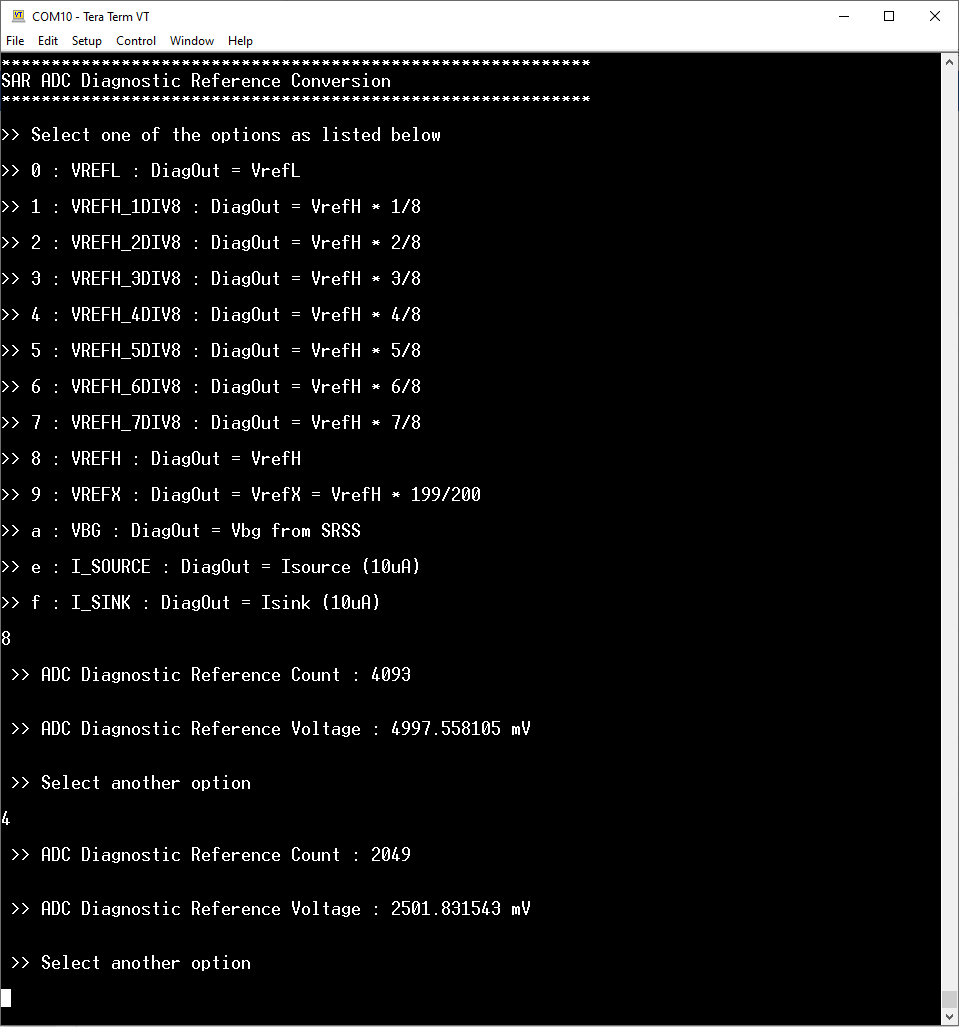 COM10 - Tera Term VT
File Edit Setup Control Window Help
***********************************************************
SAR ADC Diagnostic Reference Conversion
***********************************************************
>> Select one of the options as listed below
>> 0 : VREFL : DiagOut = VrefL
>> 1 : VREFH_1DIV8 : DiagOut = VrefH * 1/8
>> 2 : VREFH_2DIV8 : DiagOut = VrefH * 2/8
>> 3 : VREFH_3DIV8 : DiagOut = VrefH * 3/8
>> 4 : VREFH_4DIV8 : DiagOut = VrefH * 4/8
>> 5 : VREFH_5DIV8 : DiagOut = VrefH * 5/8
>> 6 : VREFH_6DIV8 : DiagOut = VrefH * 6/8
>> 7 : VREFH_7DIV8 : DiagOut = VrefH * 7/8
>> 8 : VREFH : DiagOut = VrefH
>> 9 : VREFX : DiagOut = VrefX = VrefH * 199/200
>> a : VBG : DiagOut = Vbg from SRSS
>> e : I_SOURCE : DiagOut = Isource (10uA)
>> f : I_SINK : DiagOut = Isink (10uA)
8
>> ADC Diagnostic Reference Count : 4093
>> ADC Diagnostic Reference Voltage : 4997.558105 mV
>> Select another option
4
>> ADC Diagnostic Reference Count : 2049
>> ADC Diagnostic Reference Voltage : 2501.831543 mV
>> Select another option